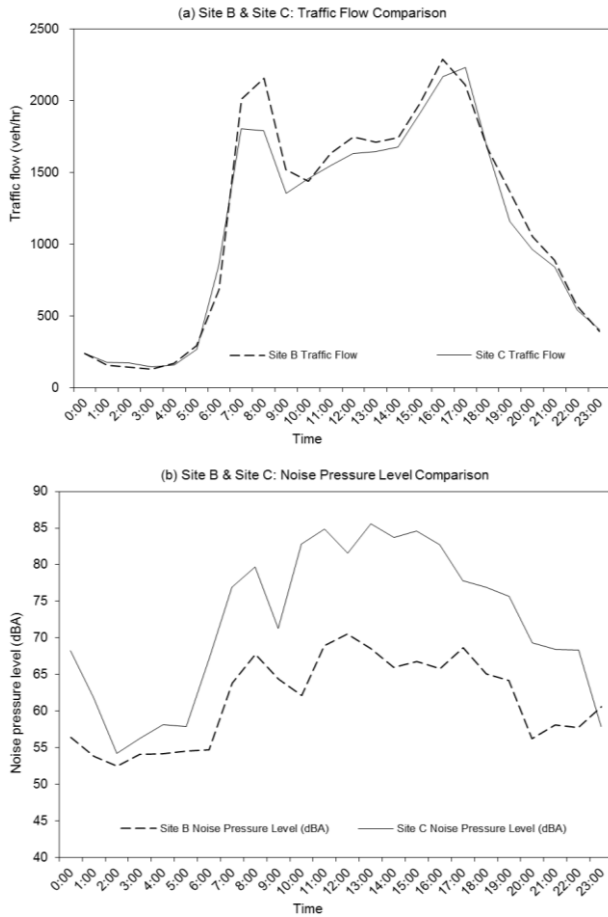 (a) Site B & Site C: Traffic Flow Comparison
Traffic flow (veh/hr)
2500
2000
1500
1000
500
0
Site B Traffic Flow
Site C Traffic Flow
0:00 1:00 2:00 3:00 4:00 5:00 6:00 7:00 8:00 9:00 10:00 11:00 12:00 13:00 14:00 15:00 16:00 17:00 18:00 19:00 20:00 21:00 22:00 23:00
Time
(b) Site B & Site C: Noise Pressure Level Comparison
Noise pressure level (dBA)
90
85
80
75
70
65
60
55
50
45
40
Site B Noise Pressure Level (dBA)
Site C Noise Pressure Level (dBA)
0:00 1:00 2:00 3:00 4:00 5:00 6:00 7:00 8:00 9:00 10:00 11:00 12:00 13:00 14:00 15:00 16:00 17:00 18:00 19:00 20:00 21:00 22:00 23:00
Time